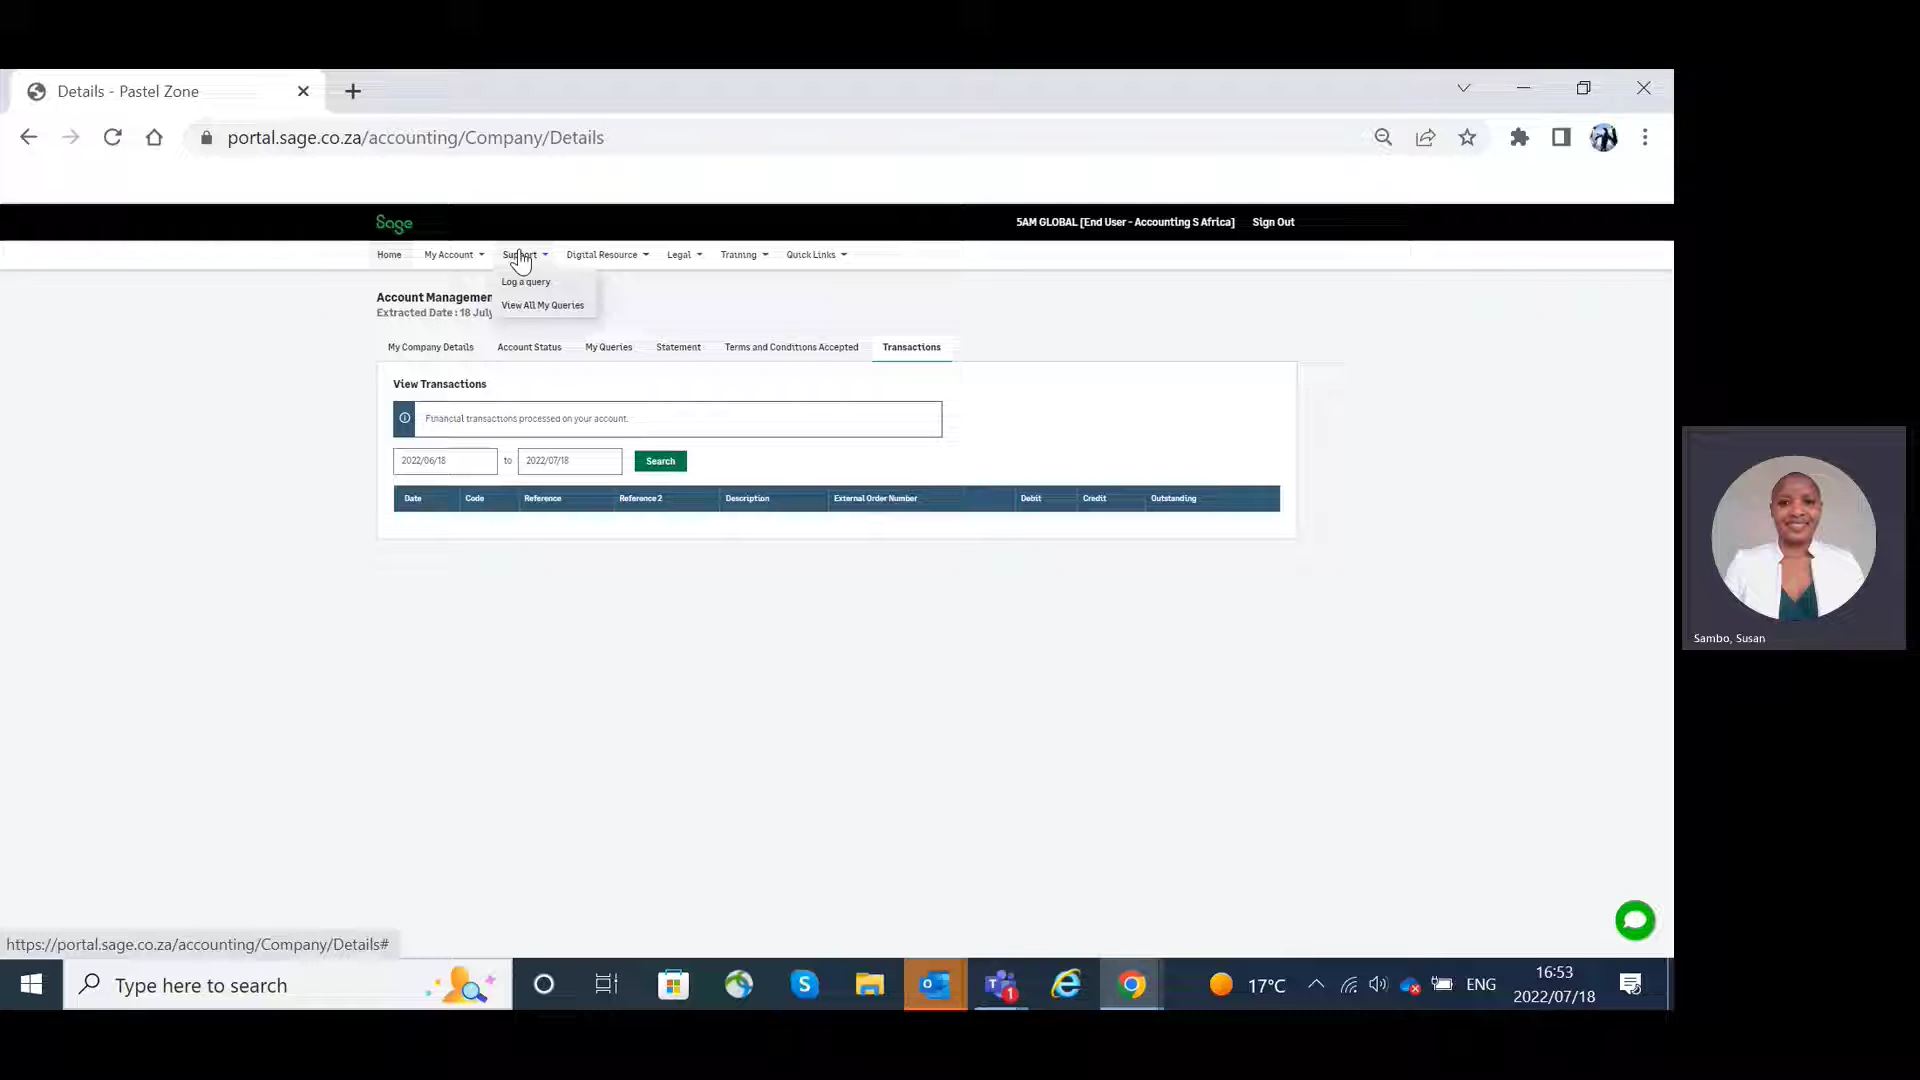 Details - Pastel Zone
portal.sage.co.za/accounting/Company/Details
Sage
5AM GLOBAL [End User - Accounting S Africa] Sign Out
Home My Account Support Digital Resource Legal Training Quick Links
Log a query
View All My Queries
Account Managemen
Extracted Date : 18 July
My Company Details Account Status My Queries Statement Terms and Conditions Accepted Transactions
View Transactions
Financial transactions processed on your account.
2022/06/18 to 2022/07/18 Search
Date Code Reference Reference 2 Description External Order Number Debit Credit Outstanding
Sambo, Susan
https://portal.sage.co.za/accounting/Company/Details#
Type here to search
1
17°C
ENG
16:53
2022/07/18